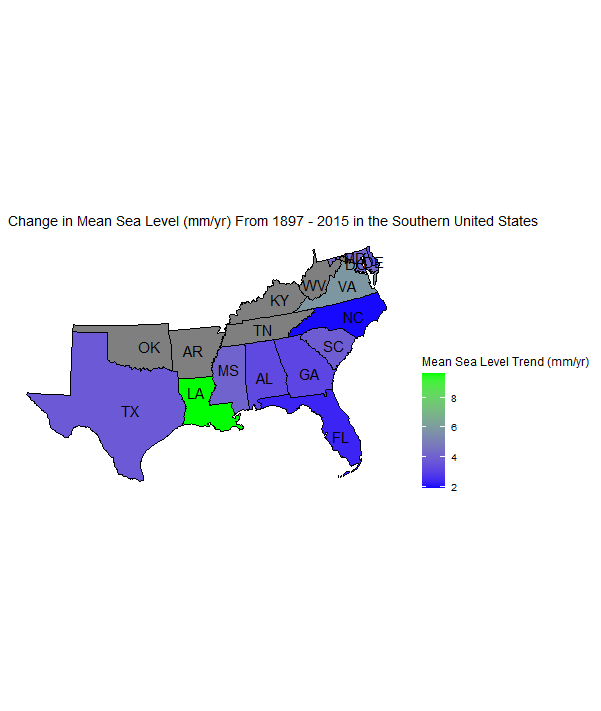 Change in Mean Sea Level (mm/yr) From 1897 - 2015 in the Southern United States
WV
VA
KY
NC
TN
OK
AR
SC
MS
AL
GA
LA
TX
FL
Mean Sea Level Trend (mm/yr)
8
6
4
2